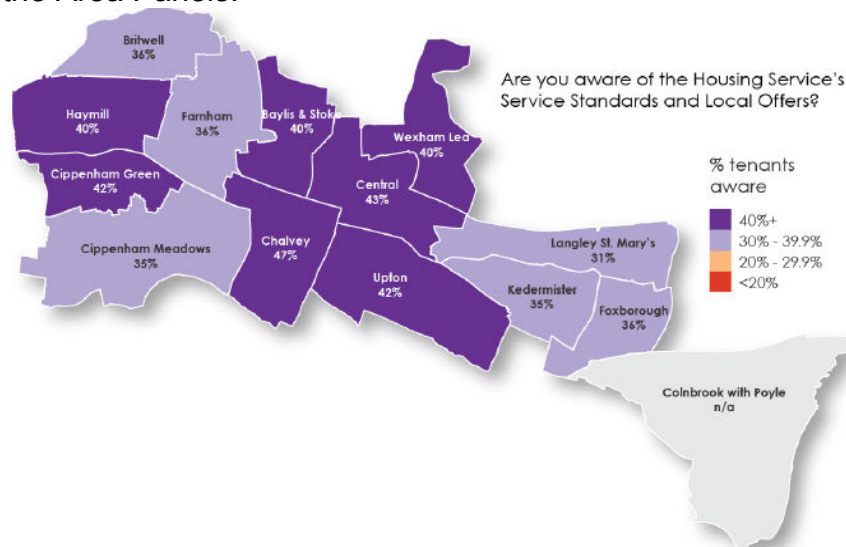 the Area Panels.
Britwell
36%
Haymill
40%
Farnham
36%
Baylis & Stoke
40%
Wexham Lea
40%
Cippenham Green
42%
Central
43%
Cippenham Meadows
35%
Chalvey
47%
Upton
42%
Langley St. Mary's
31%
Kedermister
35%
Foxborough
36%
Colnbrook with Poyle
n/a
Are you aware of the Housing Service's
Service Standards and Local Offers?
% tenants
aware
40%+
30% - 39.9%
20% - 29.9%
<20%